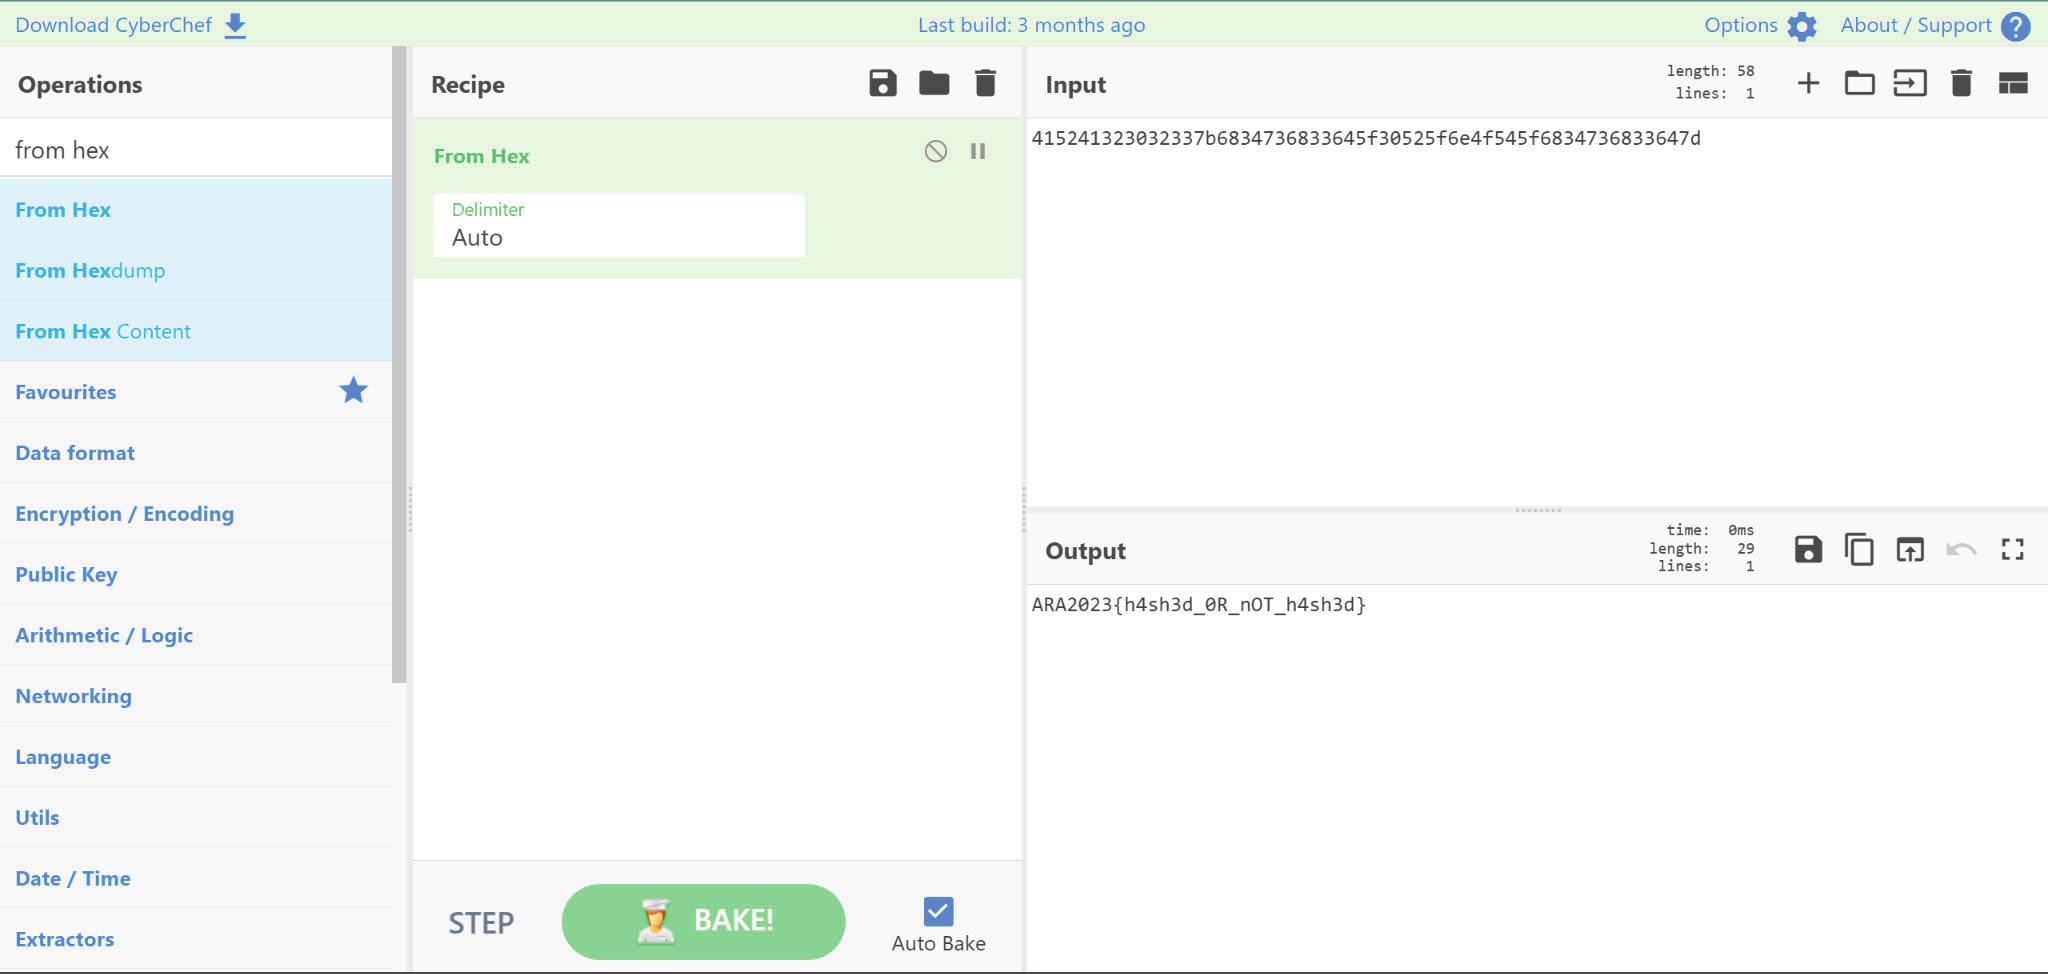 Download CyberChef
Last build: 3 months ago
Options
About / Support
Operations
from hex
From Hex
From Hexdump
From Hex Content
Favourites
Data format
Encryption / Encoding
Public Key
Arithmetic / Logic
Networking
Language
Utils
Date / Time
Extractors
Recipe
From Hex
Delimiter
Auto
STEP
BAKE!
Auto Bake
Input
length: 58
lines: 1
415241323032337b6834736833645f30525f6e4f545f6834736833647d
Output
time: 0ms
length: 29
lines: 1
ARA2023{h4sh3d_0R_nOT_h4sh3d}